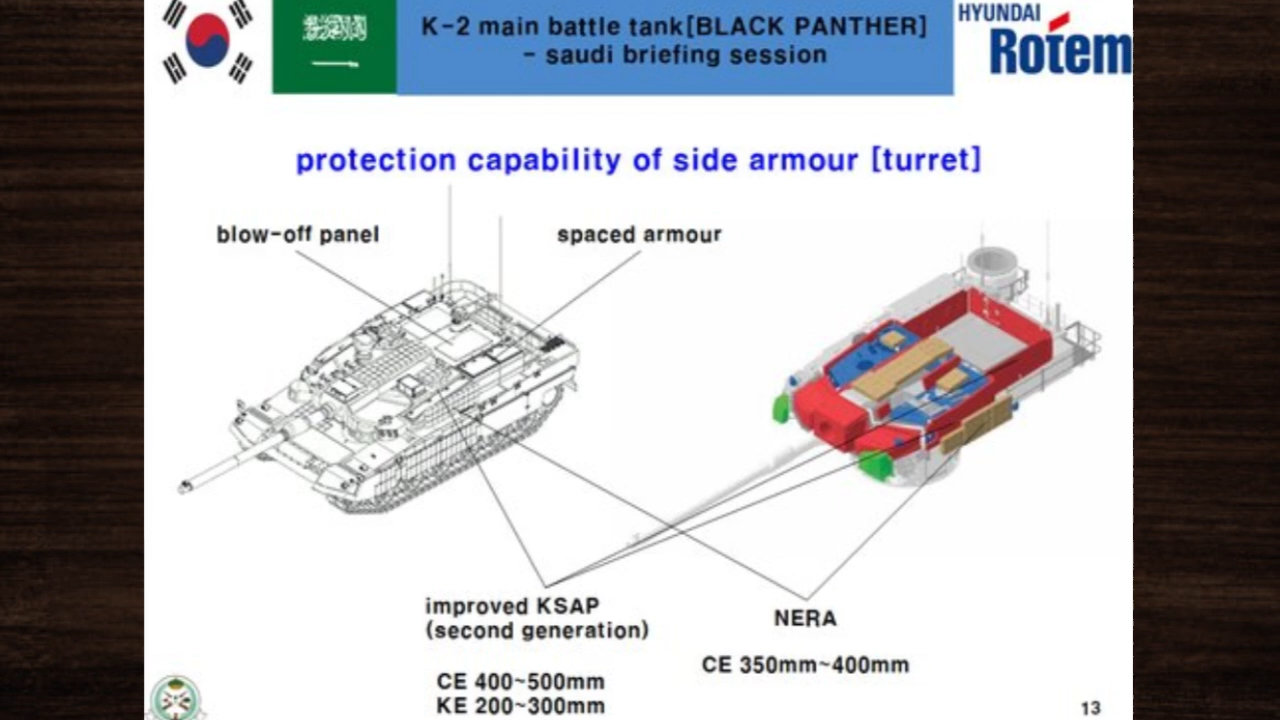 K-2 main battle tank[BLACK PANTHER]
- saudi briefing session
HYUNDAI
Rotem
protection capability of side armour [turret]
blow-off panel
spaced armour
improved KSAP
(second generation)
NERA
CE 350mm~400mm
CE 400~500mm
KE 200~300mm
13